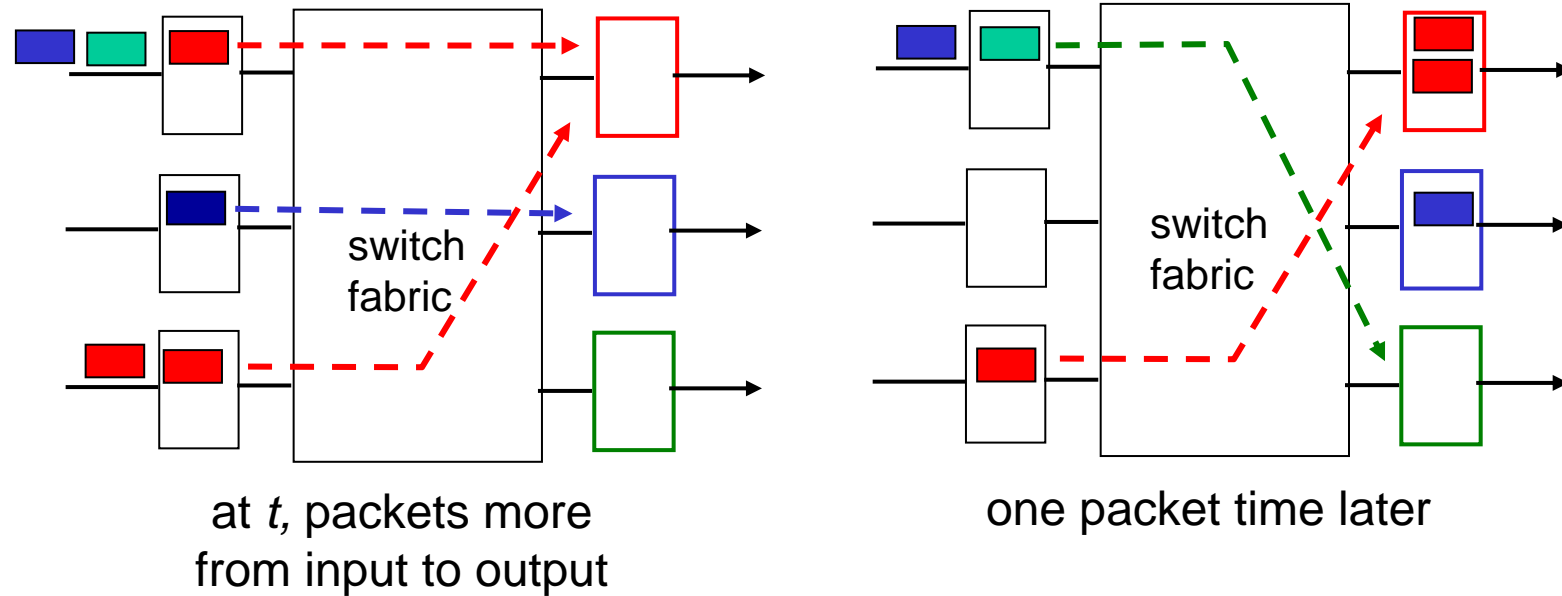 switch
fabric
at t, packets more
from input to output
switch
fabric
one packet time later